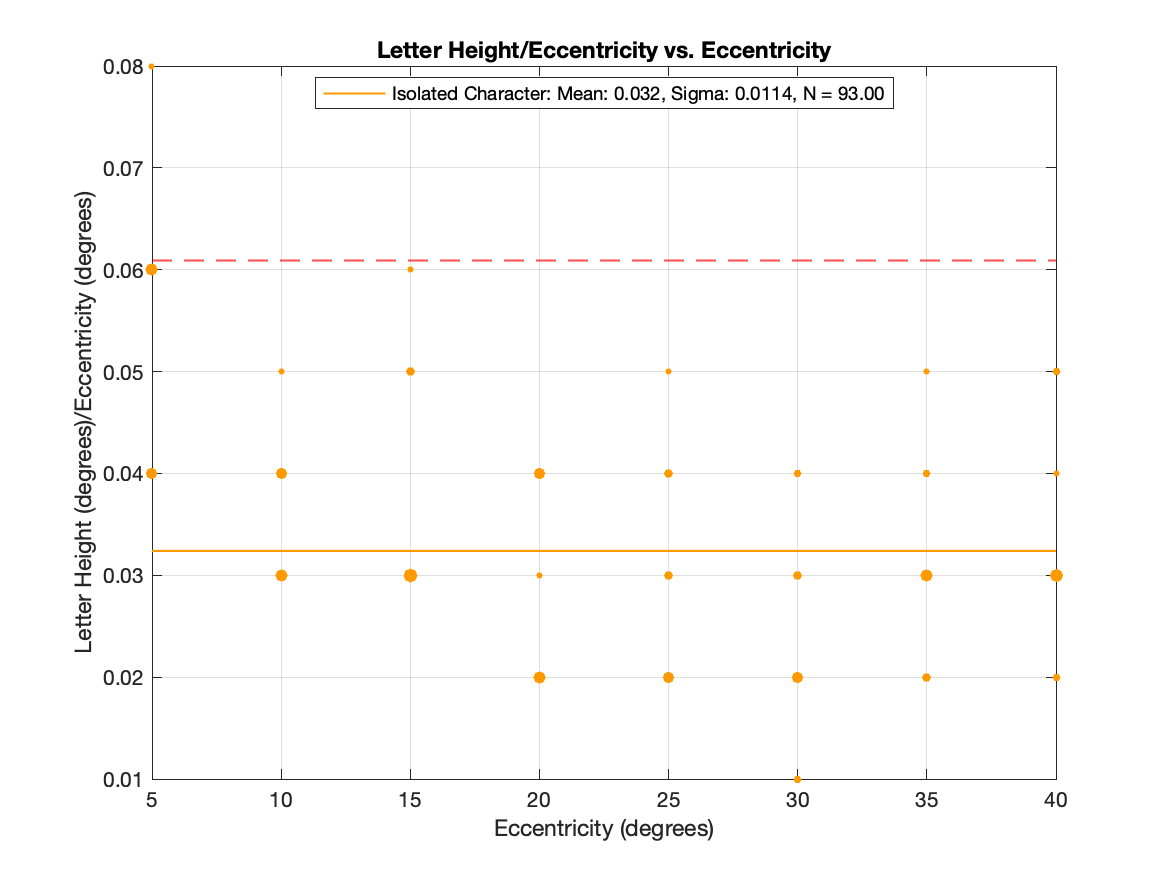 Letter Height/Eccentricity vs. Eccentricity
Isolated Character: Mean: 0.032, Sigma: 0.0114, N = 93.00
Letter Height (degrees)/Eccentricity (degrees)
0.08
0.07
0.06
0.05
0.04
0.03
0.02
0.01
5 10 15 20 25 30 35 40
Eccentricity (degrees)